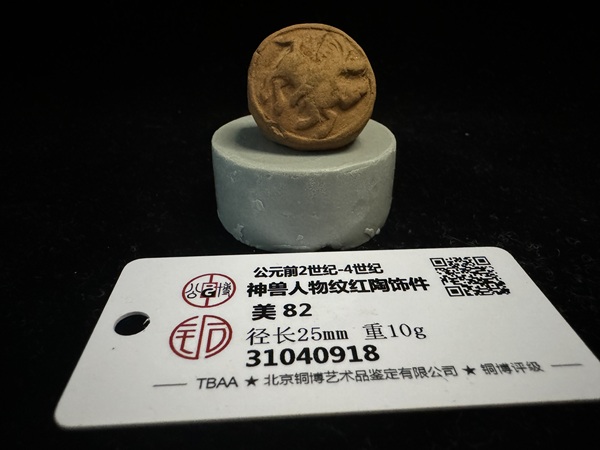 公元前2世纪-4世纪
神兽人物纹红陶饰件
美 82
径长25mm 重10g
31040918
TBAA ★ 北京铜博艺术品鉴定有限公司 ★ 铜博评级